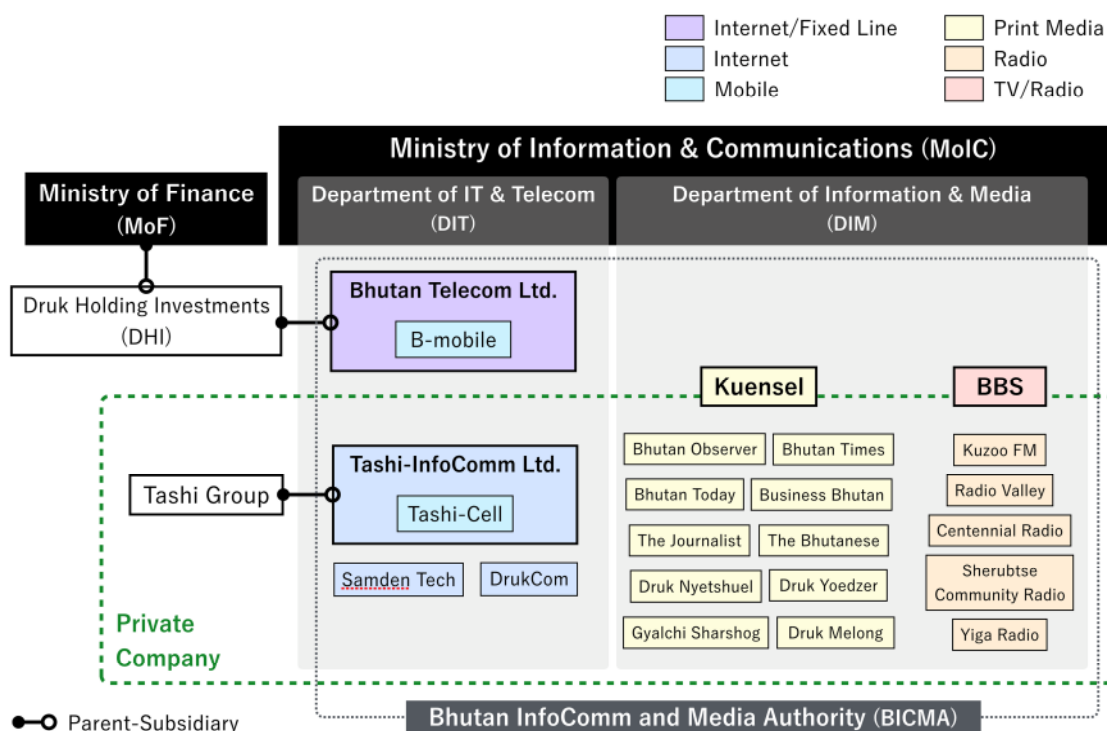 Internet/Fixed Line
Print Media
Internet
Radio
Mobile
TV/Radio
Ministry of Information & Communications (MoIC)
Ministry of Finance
(MoF)
Department of IT & Telecom
(DIT)
Department of Information & Media
(DIM)
Druk Holding Investments
(DHI)
Bhutan Telecom Ltd.
B-mobile
Kuensel
BBS
Tashi Group
Tashi-InfoComm Ltd.
Tashi-Cell
Samden Tech
DrukCom
Bhutan Observer
Bhutan Times
Bhutan Today
Business Bhutan
The Journalist
The Bhutanese
Druk Nyetshuel
Druk Yoedzer
Gyalchi Sharshog
Druk Melong
Kuzoo FM
Radio Valley
Centennial Radio
Sherubtse
Community Radio
Yiga Radio
Private
Company
Parent-Subsidiary
Bhutan InfoComm and Media Authority (BICMA)